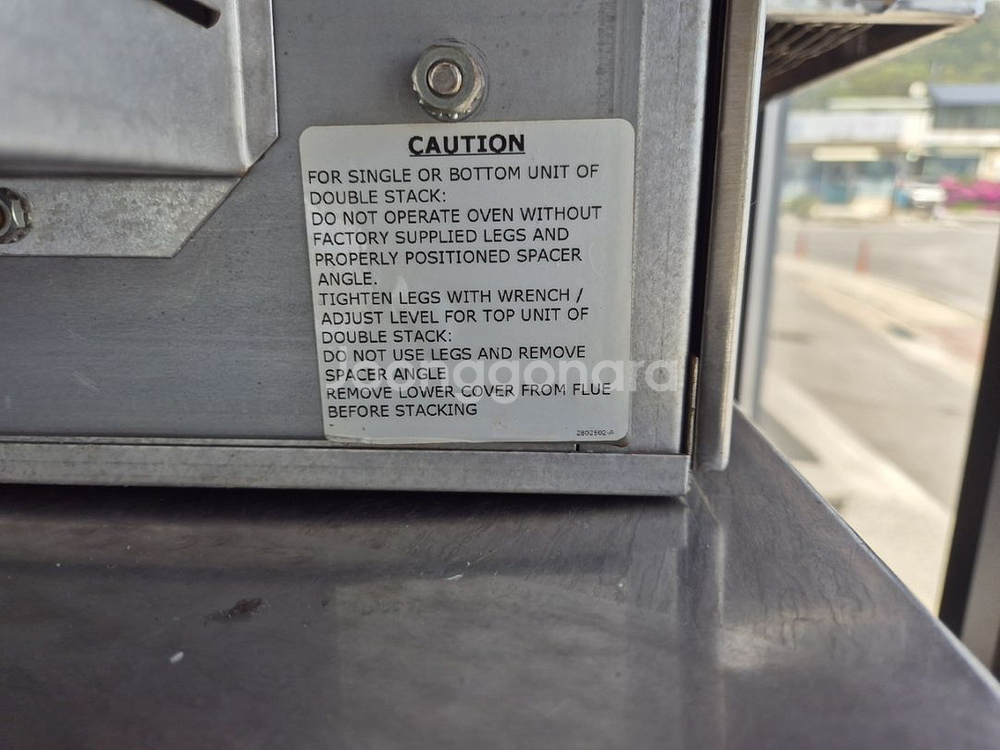 CAUTION
FOR SINGLE OR BOTTOM UNIT OF
DOUBLE STACK:
DO NOT OPERATE OVEN WITHOUT
FACTORY SUPPLIED LEGS AND
PROPERLY POSITIONED SPACER
ANGLE.
TIGHTEN LEGS WITH WRENCH /
ADJUST LEVEL FOR TOP UNIT OF
DOUBLE STACK:
DO NOT USE LEGS AND REMOVE
SPACER ANGLE
REMOVE LOWER COVER FROM FLUE
BEFORE STACKING
2802502-A
joonggonara